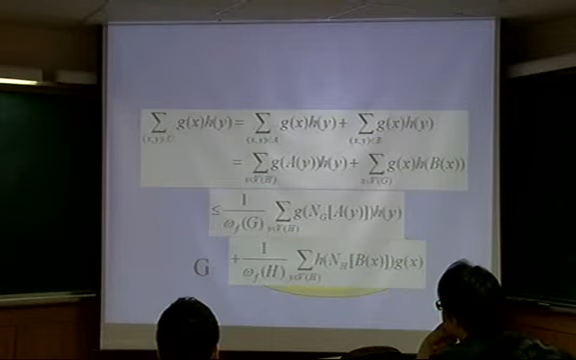 ∑_{(x,y)∈U} g(x)h(y) = ∑_{(x,y)∈A} g(x)h(y) + ∑_{(x,y)∈B} g(x)h(y)
= ∑_{y∈V(H)} g(A(y))h(y) + ∑_{x∈V(G)} g(x)h(B(x))
≤ 1/ω_f(G) ∑_{y∈V(H)} g(N_G[A(y)])h(y)
G + 1/ω_f(H) ∑ h(N_H[B(x)])g(x)